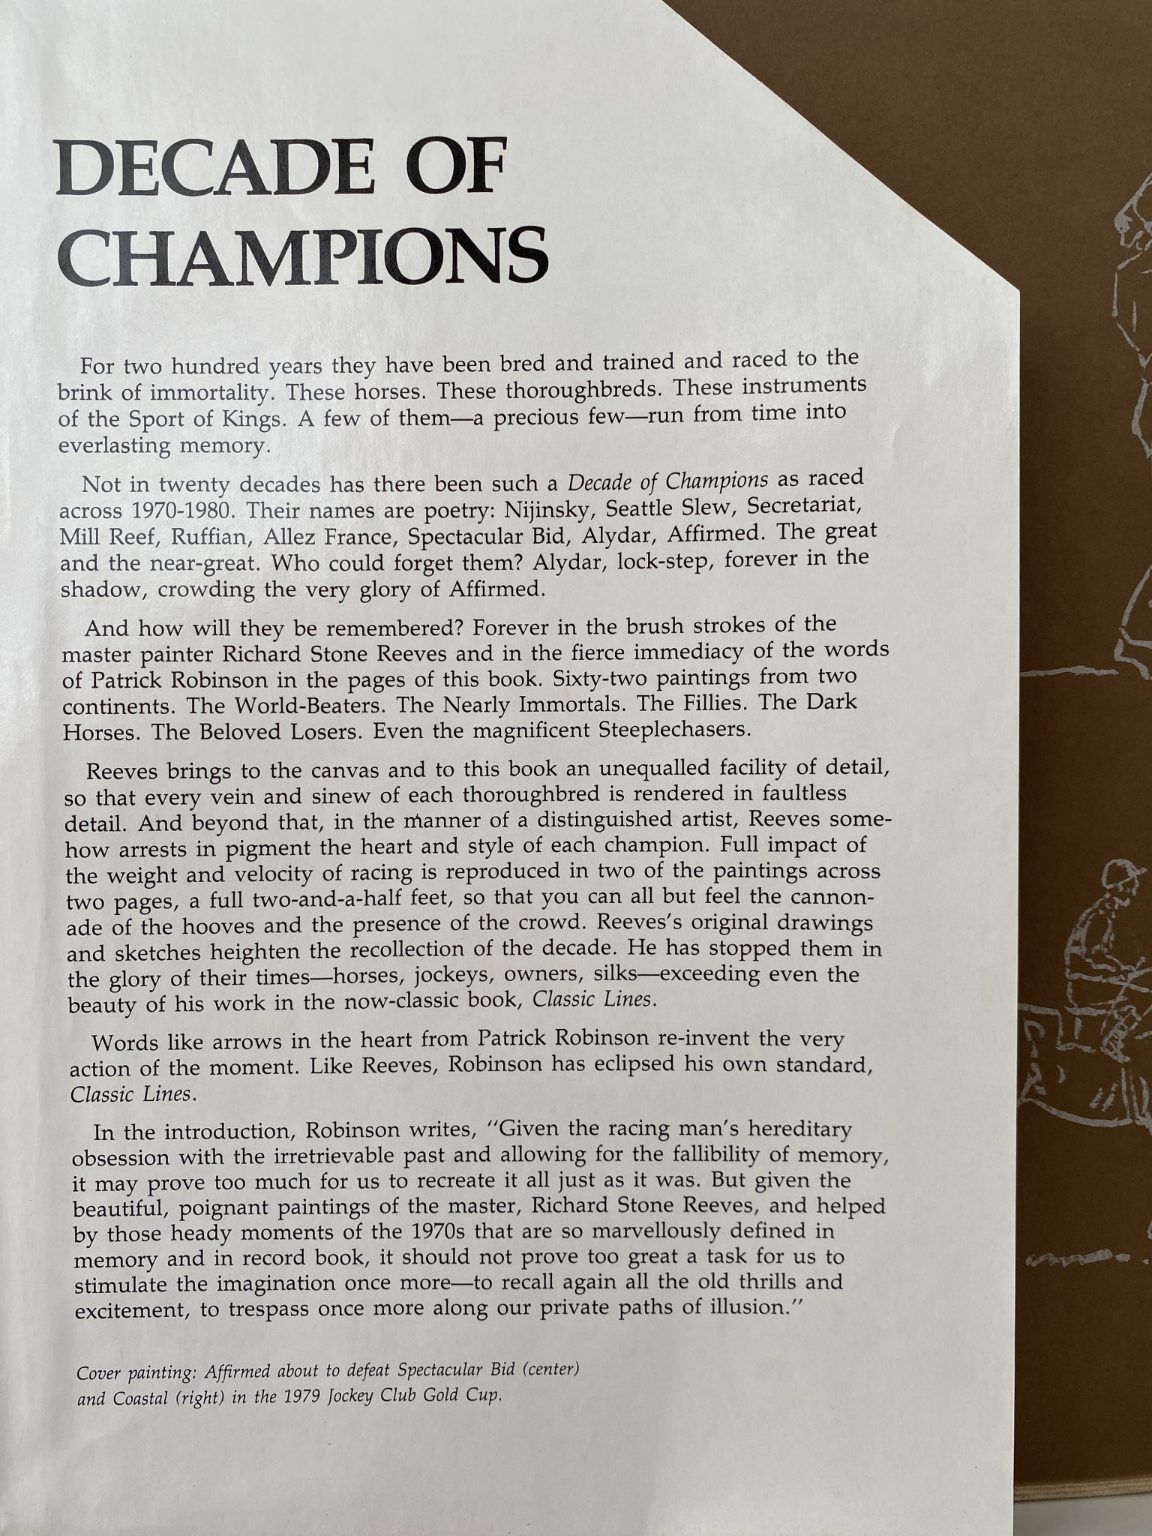 DECADE OF
CHAMPIONS
For two hundred years they have been bred and trained and raced to the
brink of immortality. These horses. These thoroughbreds. These instruments
of the Sport of Kings. A few of them—a precious few—run from time into
everlasting memory.
Not in twenty decades has there been such a Decade of Champions as raced
across 1970-1980. Their names are poetry: Nijinsky, Seattle Slew, Secretariat,
Mill Reef, Ruffian, Allez France, Spectacular Bid, Alydar, Affirmed. The great
and the near-great. Who could forget them? Alydar, lock-step, forever in the
shadow, crowding the very glory of Affirmed.
And how will they be remembered? Forever in the brush strokes of the
master painter Richard Stone Reeves and in the fierce immediacy of the words
of Patrick Robinson in the pages of this book. Sixty-two paintings from two
continents. The World-Beaters. The Nearly Immortals. The Fillies. The Dark
Horses. The Beloved Losers. Even the magnificent Steeplechasers.
Reeves brings to the canvas and to this book an unequalled facility of detail,
so that every vein and sinew of each thoroughbred is rendered in faultless
detail. And beyond that, in the manner of a distinguished artist, Reeves some-
how arrests in pigment the heart and style of each champion. Full impact of
the weight and velocity of racing is reproduced in two of the paintings across
two pages, a full two-and-a-half feet, so that you can all but feel the cannon-
ade of the hooves and the presence of the crowd. Reeves's original drawings
and sketches heighten the recollection of the decade. He has stopped them in
the glory of their times—horses, jockeys, owners, silks—exceeding even the
beauty of his work in the now-classic book, Classic Lines.
Words like arrows in the heart from Patrick Robinson re-invent the very
action of the moment. Like Reeves, Robinson has eclipsed his own standard,
Classic Lines.
In the introduction, Robinson writes, "Given the racing man's hereditary
obsession with the irretrievable past and allowing for the fallibility of memory,
it may prove too much for us to recreate it all just as it was. But given the
beautiful, poignant paintings of the master, Richard Stone Reeves, and helped
by those heady moments of the 1970s that are so marvellously defined in
memory and in record book, it should not prove too great a task for us to
stimulate the imagination once more—to recall again all the old thrills and
excitement, to trespass once more along our private paths of illusion."
Cover painting: Affirmed about to defeat Spectacular Bid (center)
and Coastal (right) in the 1979 Jockey Club Gold Cup.